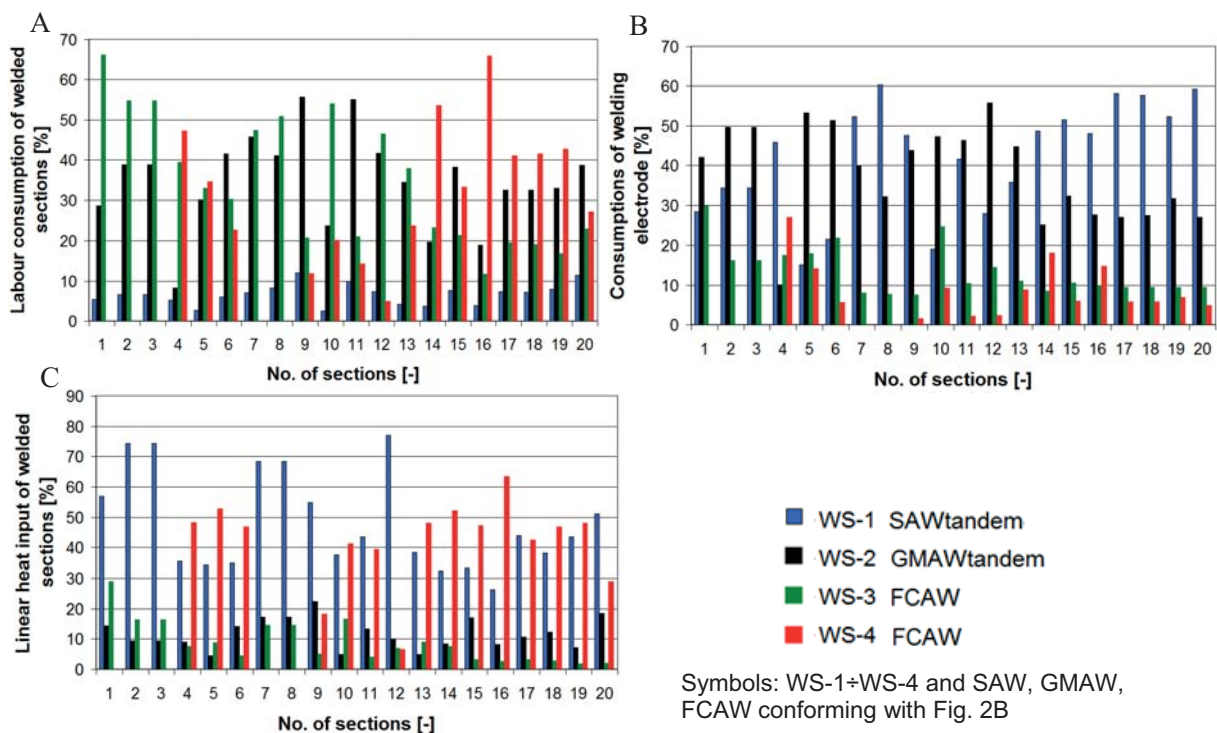 A
Labour consumption of welded
sections [%]
70
60
50
40
30
20
10
0
1 2 3 4 5 6 7 8 9 10 11 12 13 14 15 16 17 18 19 20
No. of sections [-]
B
Consumptions of welding
electrode [%]
70
60
50
40
30
20
10
0
1 2 3 4 5 6 7 8 9 10 11 12 13 14 15 16 17 18 19 20
No. of sections [-]
C
Linear heat input of welded
sections [%]
90
80
70
60
50
40
30
20
10
0
1 2 3 4 5 6 7 8 9 10 11 12 13 14 15 16 17 18 19 20
No. of sections [-]
WS-1 SAWtandem
WS-2 GMAWtandem
WS-3 FCAW
WS-4 FCAW
Symbols: WS-1÷WS-4 and SAW, GMAW,
FCAW conforming with Fig. 2B